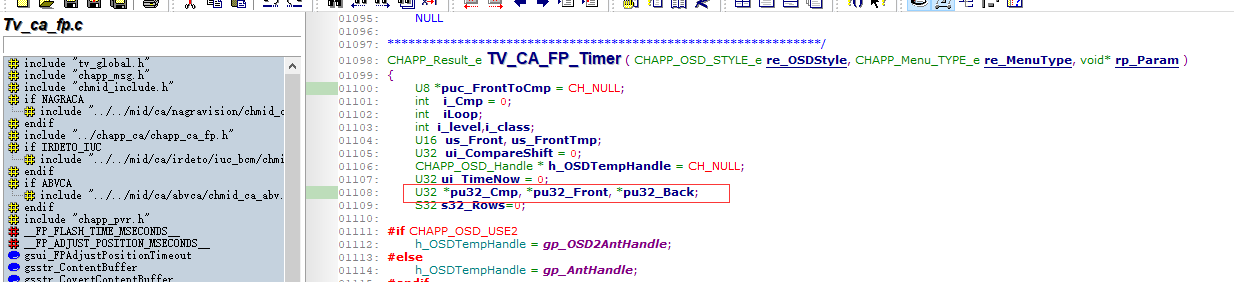 Tv_ca_fp.c
include "tv_global.h"
include "chapp_msg.h"
include "chmid_include.h"
if NAGRACA
include "../../mid/ca/nagravision/chmid_c
endif
include "../chapp_ca/chapp_ca_fp.h"
if IRDETO_IUC
include "../../mid/ca/irdeto/iuc_bcm/chmi
endif
if ABVCA
include "../../mid/ca/abvca/chmid_ca_abv.
endif
include "chapp_pvr.h"
__FP_FLASH_TIME_MSECONDS__
__FP_ADJUST_POSITION_MSECONDS__
gsui_FPAdjustPositionTimeout
gsstr_ContentBuffer
gsstr_CovertContentBuffer
01095: NULL
01096:
01097: **************************************************************/
01098: CHAPP_Result_e TV_CA_FP_Timer ( CHAPP_OSD_STYLE_e re_OSDStyle, CHAPP_Menu_TYPE_e re_MenuType, void* rp_Param )
01099: {
01100: U8 *puc_FrontToCmp = CH_NULL;
01101: int i_Cmp = 0;
01102: int iLoop;
01103: int i_level,i_class;
01104: U16 us_Front, us_FrontTmp;
01105: U32 ui_CompareShift = 0;
01106: CHAPP_OSD_Handle * h_OSDTempHandle = CH_NULL;
01107: U32 ui_TimeNow = 0;
01108: U32 *pu32_Cmp, *pu32_Front, *pu32_Back;
01109: S32 s32_Rows=0;
01110:
01111: #if CHAPP_OSD_USE2
01112: h_OSDTempHandle = gp_OSD2AntHandle;
01113: #else
01114: h_OSDTempHandle = gp_AntHandle;
01115: #endif